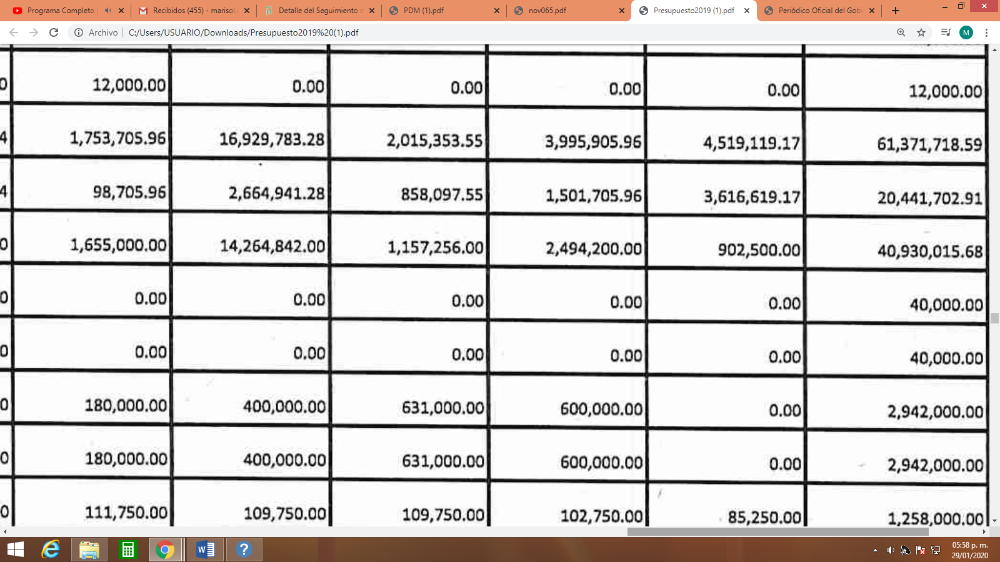 Programa Completo
Recibidos (455) - marisol.
Detalle del Seguimiento d
PDM (1).pdf
nov065.pdf
Presupuesto2019 (1).pdf
Periódico Oficial del Gobi
Archivo
C:/Users/USUARIO/Downloads/Presupuesto2019%20(1).pdf
M
0 12,000.00 0.00 0.00 0.00 0.00 12,000.00
4 1,753,705.96 16,929,783.28 2,015,353.55 3,995,905.96 4,519,119.17 61,371,718.59
4 98,705.96 2,664,941.28 858,097.55 1,501,705.96 3,616,619.17 20,441,702.91
0 1,655,000.00 14,264,842.00 1,157,256.00 2,494,200.00 902,500.00 40,930,015.68
0 0.00 0.00 0.00 0.00 0.00 40,000.00
0 0.00 0.00 0.00 0.00 0.00 40,000.00
0 180,000.00 400,000.00 631,000.00 600,000.00 0.00 2,942,000.00
0 180,000.00 400,000.00 631,000.00 600,000.00 0.00 2,942,000.00
0 111,750.00 109,750.00 109,750.00 102,750.00 85,250.00 1,258,000.00
05:58 p. m.
29/01/2020